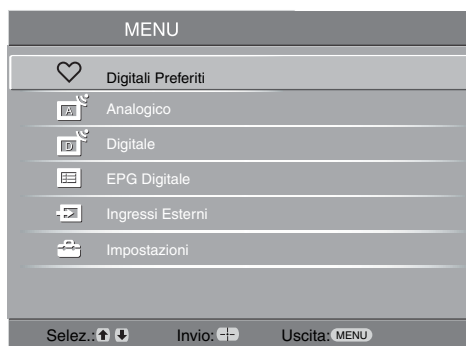 MENU
Digitali Preferiti
A Analogico
D Digitale
EPG Digitale
Ingressi Esterni
Impostazioni
Selez.: Invio: Uscita: MENU